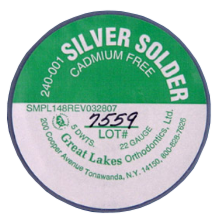 240-001 SILVER SOLDER
CADMIUM FREE
SMPL148REV032807
7559
LOT#
5 DWTS. 22 GAUGE
Great Lakes Orthodontics, Ltd.
200 Cooper Avenue Tonawanda, N.Y. 14150, 800-828-7626